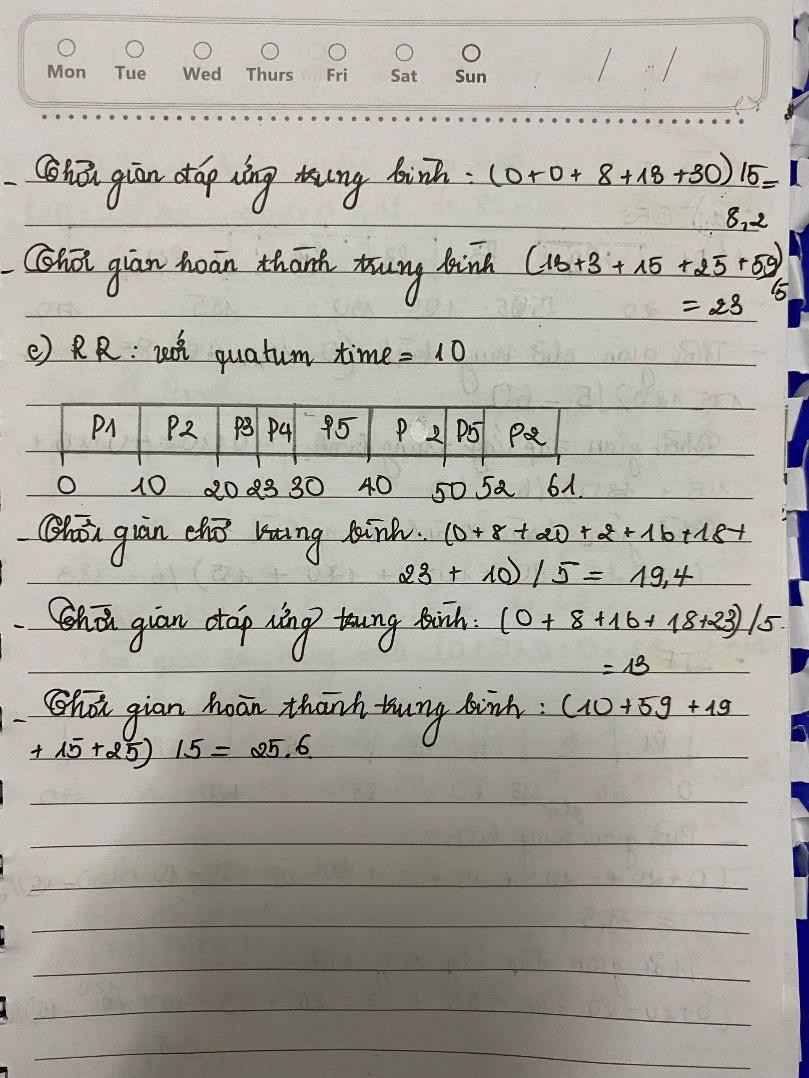 Mon Tue Wed Thurs Fri Sat Sun / /
- Thời gian đáp ứng trung bình : (0+0+ 8+18+30)/5=
8,2
- Thời gian hoàn thành trung bình (13+3+15+25+59)
/5
= 23
e) RR : với quatum time = 10
P1 P2 P3 P4 P5 P 2 P5 P2
0 10 20 23 30 40 50 52 61.
- Thời gian chờ trung bình. (0+8+20+2+16+18+
23 + 10) / 5 = 19,4
- Thời gian đáp ứng trung bình : (0 + 8 +16+ 18+23)/5
= 13
- Thời gian hoàn thành trung bình : (10+59 +19
+ 15 +25) /5 = 25.6